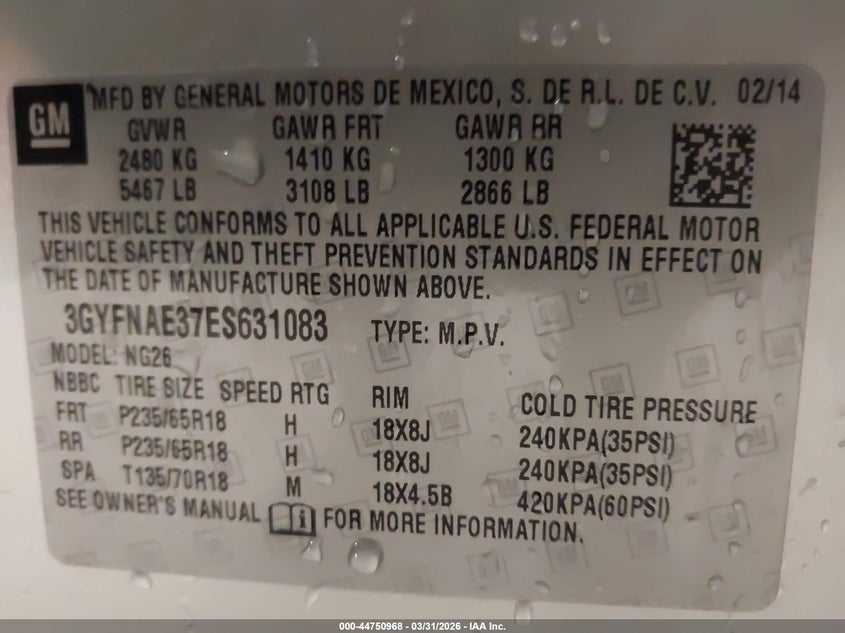 GM
MFD BY GENERAL MOTORS DE MEXICO, S. DE R.L. DE C.V. 02/14
GVWR GAWR FRT GAWR RR
2480 KG 1410 KG 1300 KG
5467 LB 3108 LB 2866 LB
THIS VEHICLE CONFORMS TO ALL APPLICABLE U.S. FEDERAL MOTOR
VEHICLE SAFETY AND THEFT PREVENTION STANDARDS IN EFFECT ON
THE DATE OF MANUFACTURE SHOWN ABOVE.
3GYFNAE37ES631083 TYPE: M.P.V.
MODEL: NG26
NBBC TIRE SIZE SPEED RTG RIM COLD TIRE PRESSURE
FRT P235/65R18 H 18X8J 240KPA(35PSI)
RR P235/65R18 H 18X8J 240KPA(35PSI)
SPA T135/70R18 M 18X4.5B 420KPA(60PSI)
SEE OWNER'S MANUAL i FOR MORE INFORMATION.
000-44750968 - 03/31/2026 - IAA Inc.